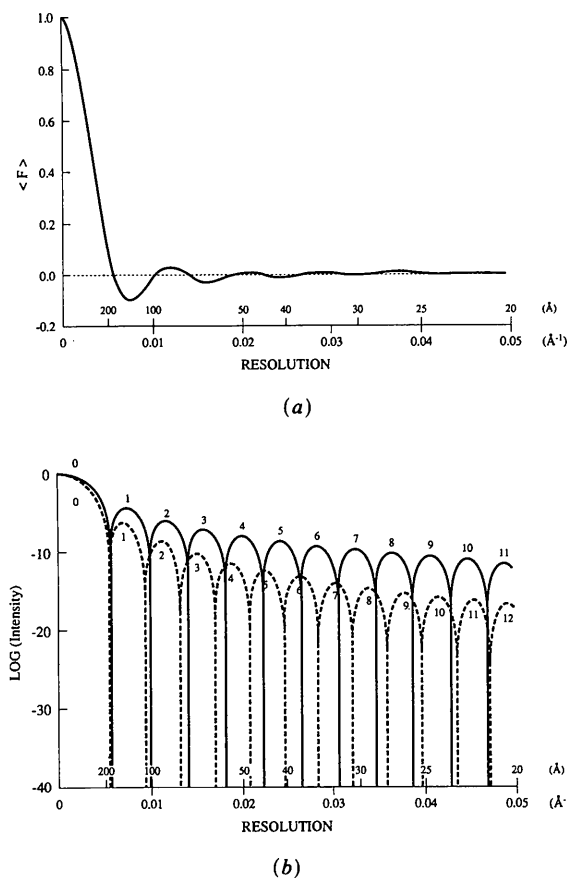 1.0
0.8
0.6
0.4
0.2
0.0
-0.2
< F >
200 100 50 40 30 25 20 (Å)
0 0.01 0.02 0.03 0.04 0.05 (Å⁻¹)
RESOLUTION
(a)
0
0
1 2 3 4 5 6 7 8 9 10 11
1 2 3 4 5 6 7 8 9 10 11 12
0
-10
-20
-30
-40
LOG (Intensity)
200 100 50 40 30 25 20 (Å)
0 0.01 0.02 0.03 0.04 0.05 (Å-
RESOLUTION
(b)